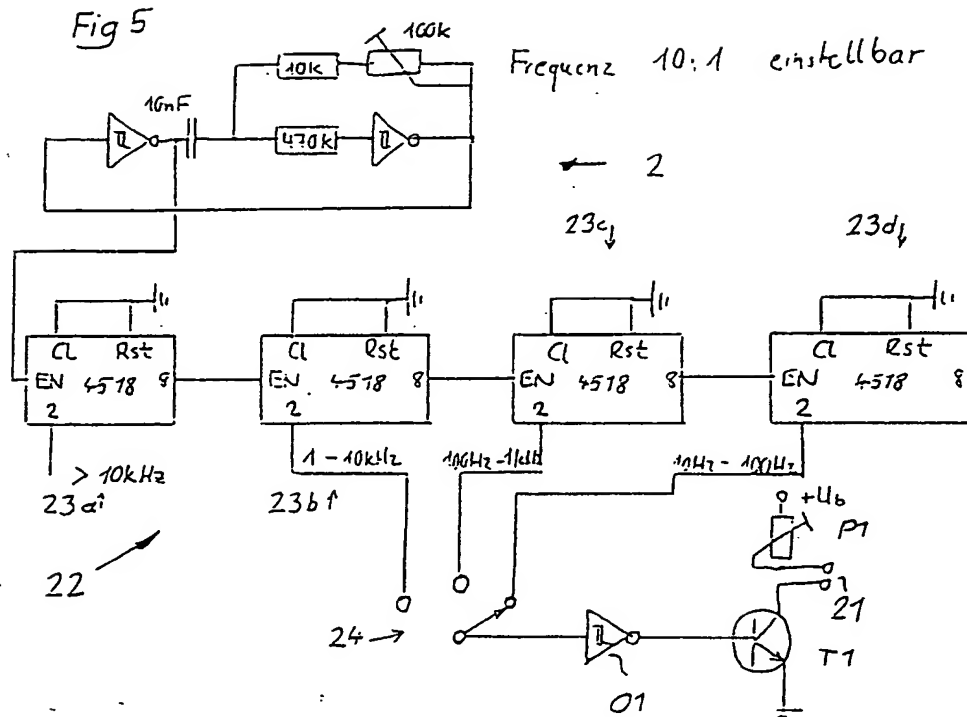 Fig 5
100k
10k
Frequenz 10:1 einstellbar
10nF
470k
2
23c
23d
Cl Rst
EN 4518 8
2
Cl Rst
EN 4518 8
2
Cl Rst
EN 4518 8
2
Cl Rst
EN 4518 8
2
>10kHz
1-10kHz
100Hz-1kHz
10Hz-100Hz
23a
23b
+Ub
P1
22
21
24
T1
O1